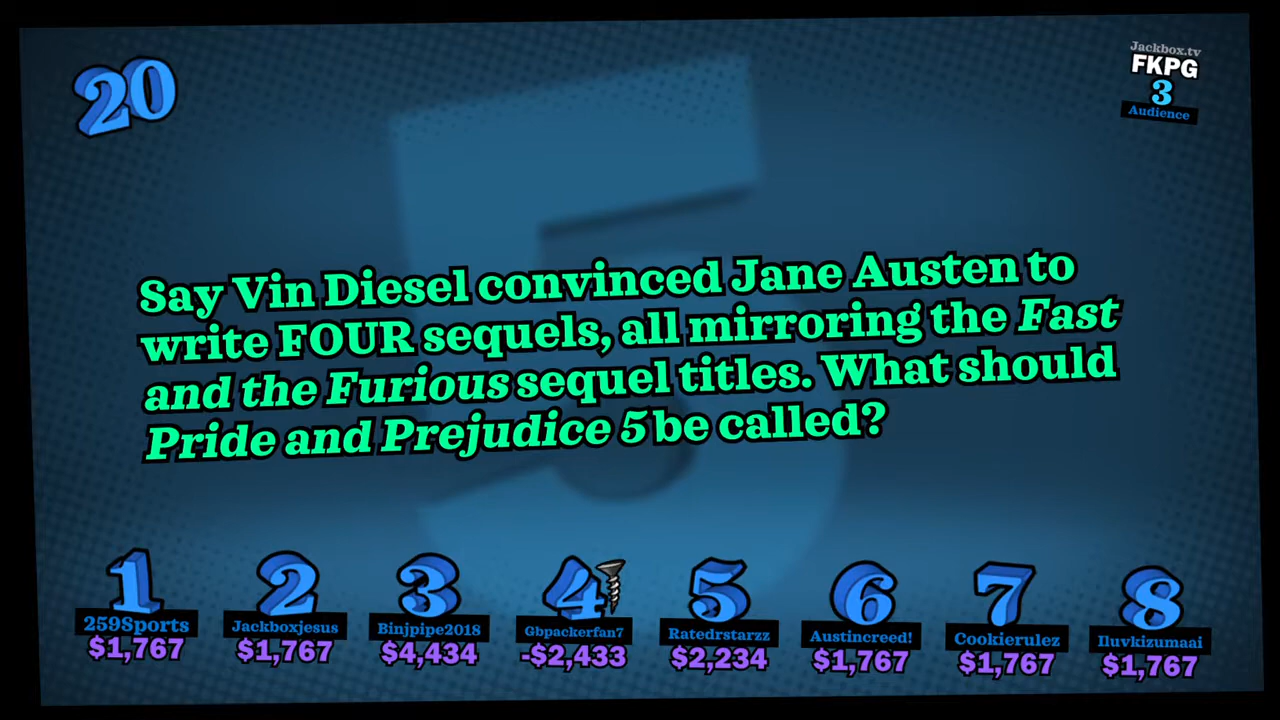 20
Jackbox.tv
FKPG
3
Audience
Say Vin Diesel convinced Jane Austen to
write FOUR sequels, all mirroring the Fast
and the Furious sequel titles. What should
Pride and Prejudice 5 be called?
5
1 2 3 4 5 6 7 8
259Sports Jackboxjesus Binjpipe2018 Gbpackerfan7 Ratedrstarzz Austincreed! Cookierulez Iluvkizumaai
$1,767 $1,767 $4,434 -$2,433 $2,234 $1,767 $1,767 $1,767